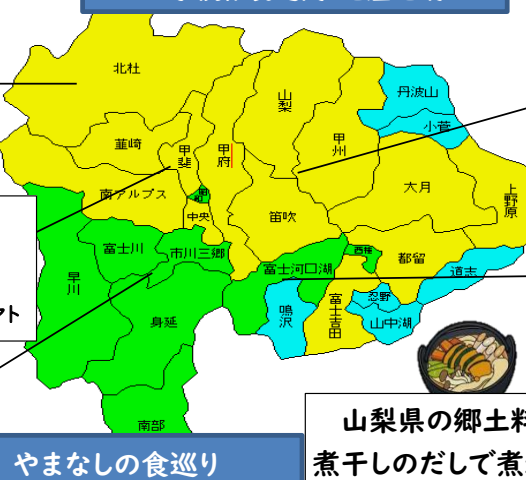 北杜
丹波山
小菅
山梨
甲州
韮崎
甲斐
甲府
大月
上野原
南アルプス
昭和
中央
笛吹
富士川
市川三郷
西桂
都留
早川
富士河口湖
道志
鳴沢
富士吉田
忍野
山中湖
身延
南部
やまなしの食巡り
山梨県の郷土料
煮干しのだしで煮